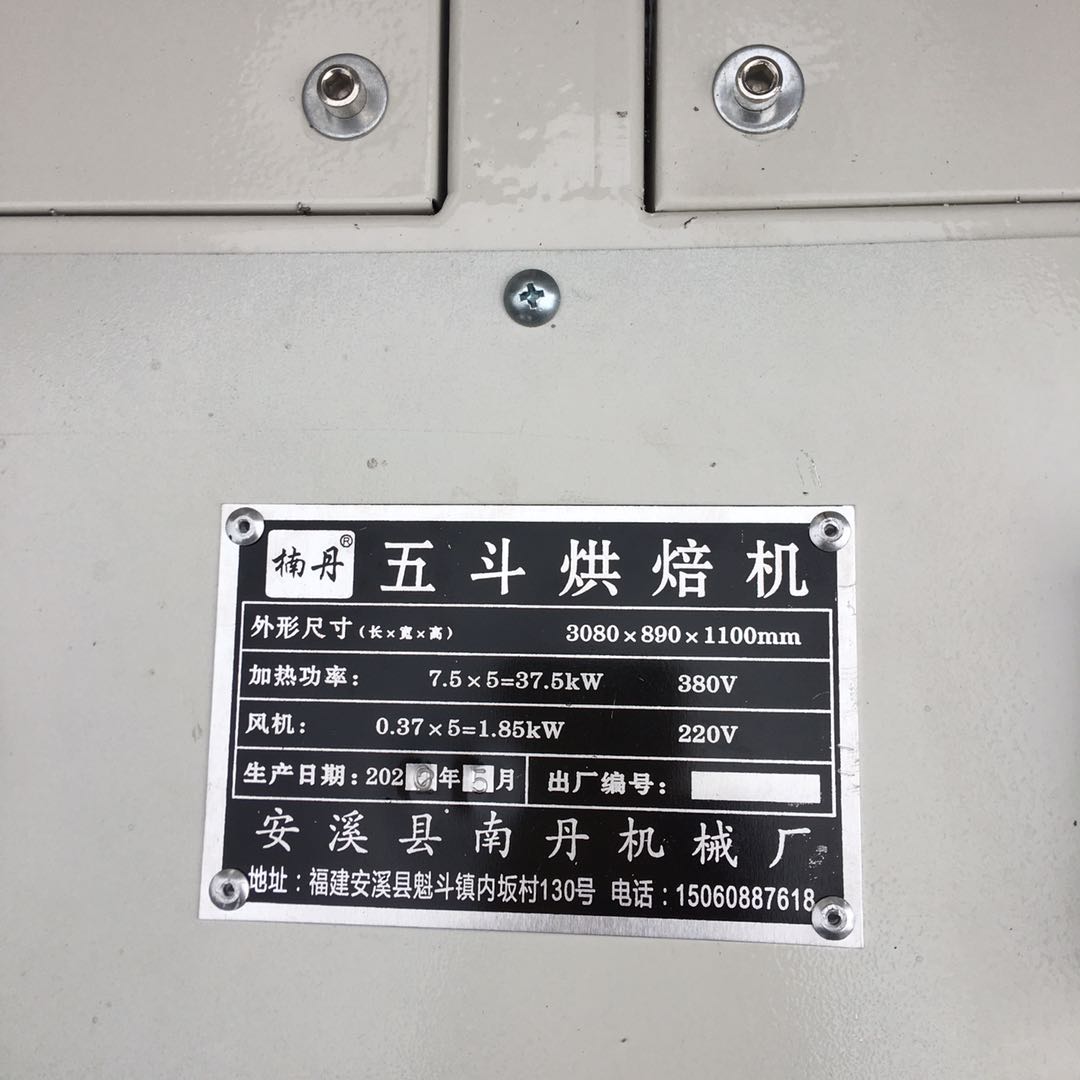 楠丹® 五斗烘焙机
外形尺寸(长×宽×高) 3080×890×1100mm
加热功率: 7.5×5=37.5kW 380V
风机: 0.37×5=1.85kW 220V
生产日期:2020年5月 出厂编号:
安溪县南丹机械厂
地址:福建安溪县魁斗镇内坂村130号 电话:15060887618